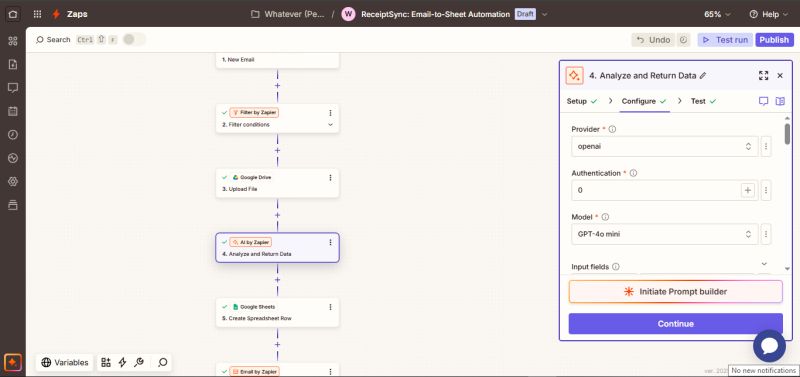 Zaps
Whatever (Pe... / W ReceiptSync: Email-to-Sheet Automation Draft
65%
Help
Search Ctrl F
Undo
Test run
Publish
1. New Email
Filter by Zapier
2. Filter conditions
Google Drive
3. Upload File
AI by Zapier
4. Analyze and Return Data
Google Sheets
5. Create Spreadsheet Row
Email by Zapier
Variables
4. Analyze and Return Data
Setup
Configure
Test
Provider *
openai
Authentication *
0
Model *
GPT-4o mini
Input fields
Initiate Prompt builder
Continue
ver. 202
No new notifications